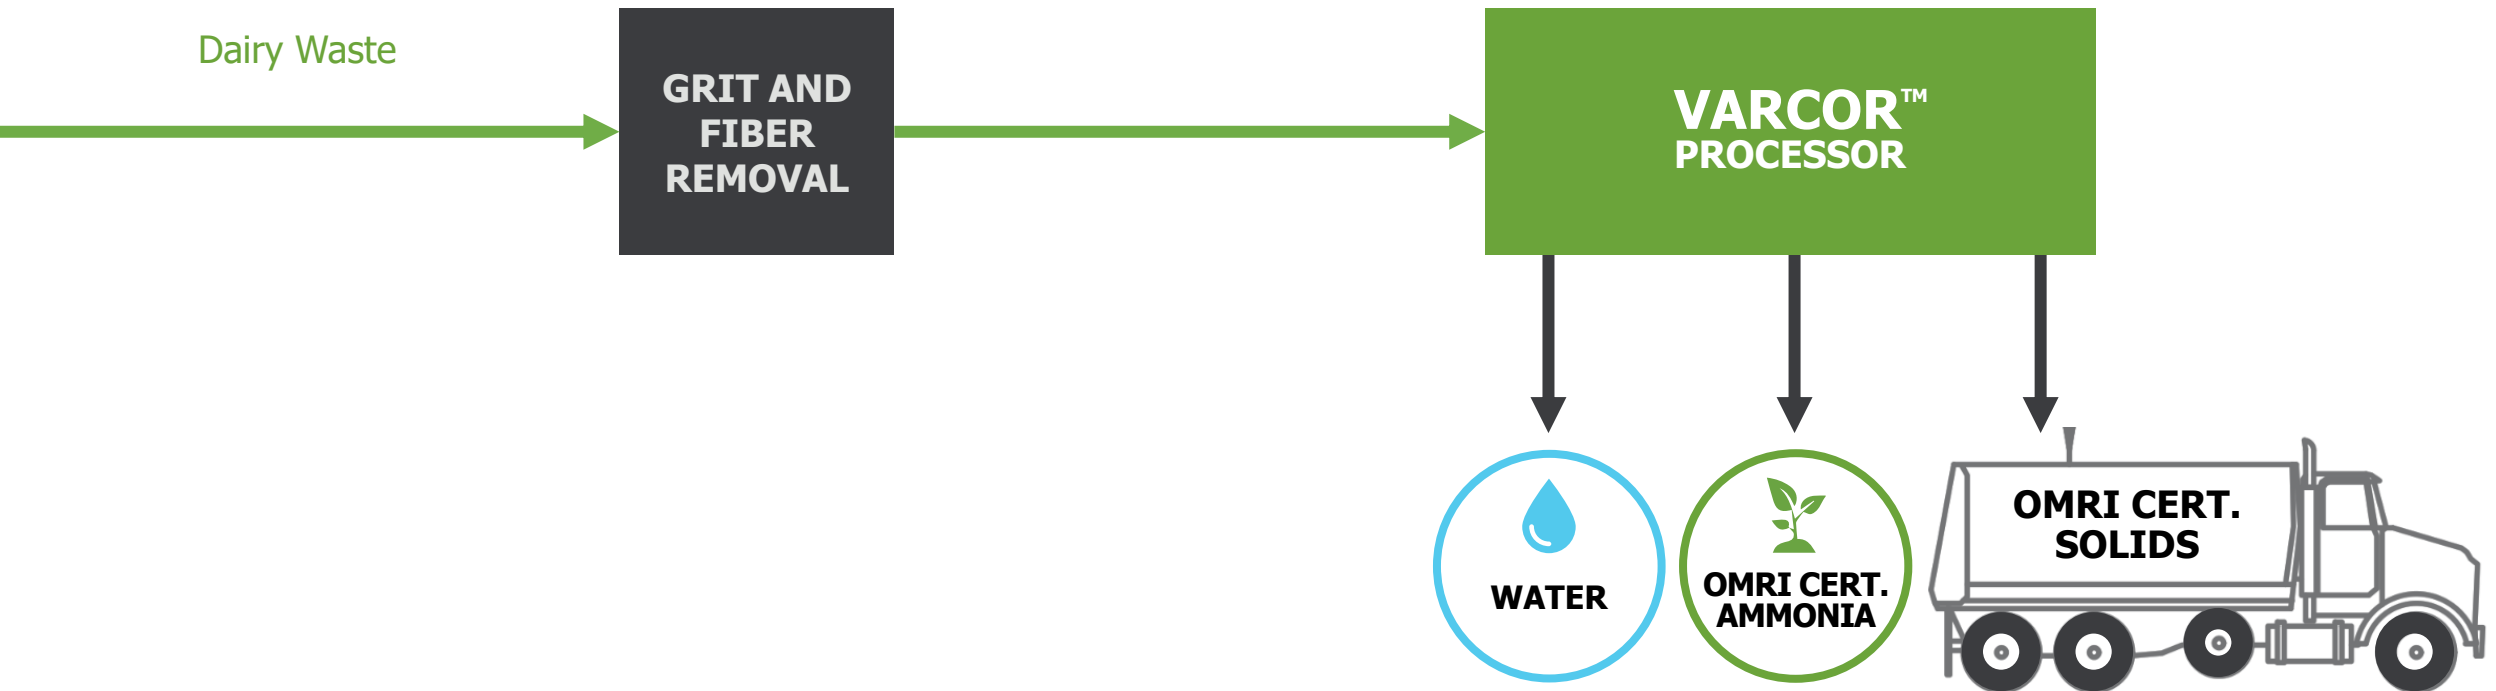 Dairy Waste
GRIT AND
FIBER
REMOVAL
VARCOR™
PROCESSOR
WATER
OMRI CERT.
AMMONIA
OMRI CERT.
SOLIDS